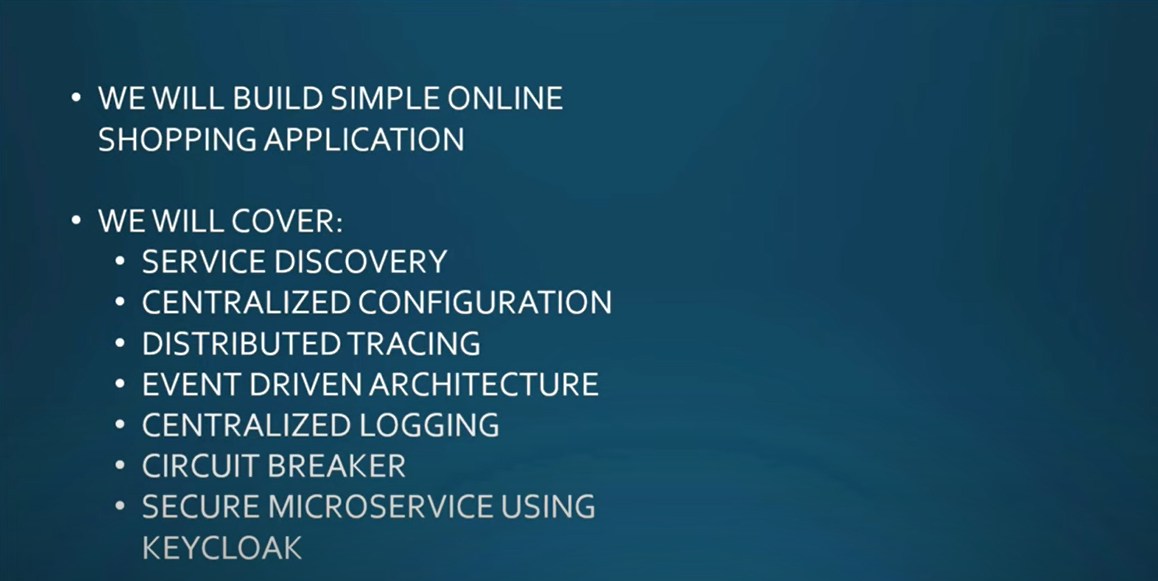 • WE WILL BUILD SIMPLE ONLINE
SHOPPING APPLICATION
• WE WILL COVER:
• SERVICE DISCOVERY
• CENTRALIZED CONFIGURATION
• DISTRIBUTED TRACING
• EVENT DRIVEN ARCHITECTURE
• CENTRALIZED LOGGING
• CIRCUIT BREAKER
• SECURE MICROSERVICE USING
KEYCLOAK